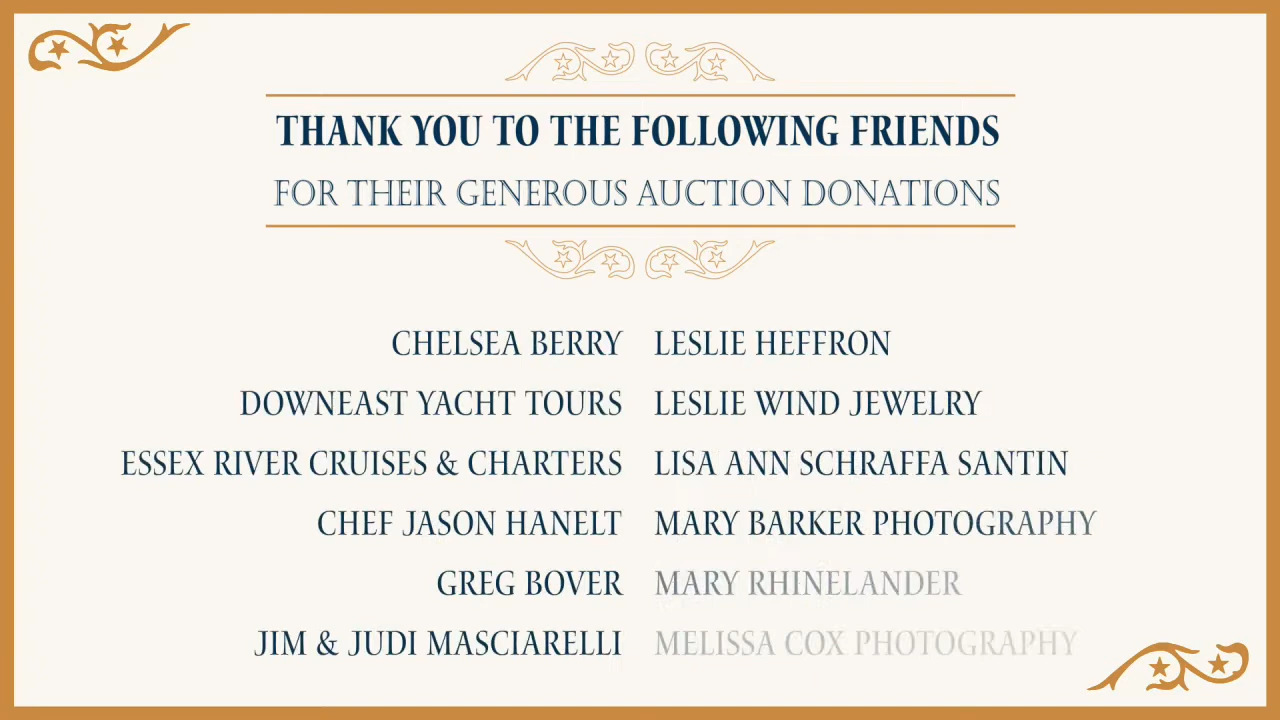 THANK YOU TO THE FOLLOWING FRIENDS
FOR THEIR GENEROUS AUCTION DONATIONS
CHELSEA BERRY
DOWNEAST YACHT TOURS
ESSEX RIVER CRUISES & CHARTERS
CHEF JASON HANELT
GREG BOVER
JIM & JUDI MASCIARELLI
LESLIE HEFFRON
LESLIE WIND JEWELRY
LISA ANN SCHRAFFA SANTIN
MARY BARKER PHOTOGRAPHY
MARY RHINELANDER
MELISSA COX PHOTOGRAPHY